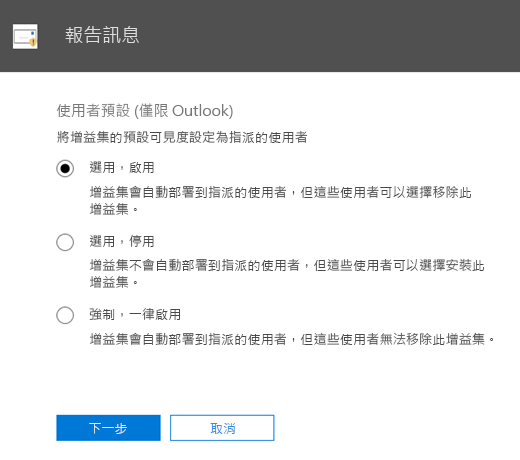 報告訊息
使用者預設 (僅限 Outlook)
將增益集的預設可見度設定為指派的使用者
選用，啟用
增益集會自動部署到指派的使用者，但這些使用者可以選擇移除此
增益集。
選用，停用
增益集不會自動部署到指派的使用者，但這些使用者可以選擇安裝此
增益集。
強制，一律啟用
增益集會自動部署到指派的使用者，但這些使用者無法移除此增益集。
下一步
取消